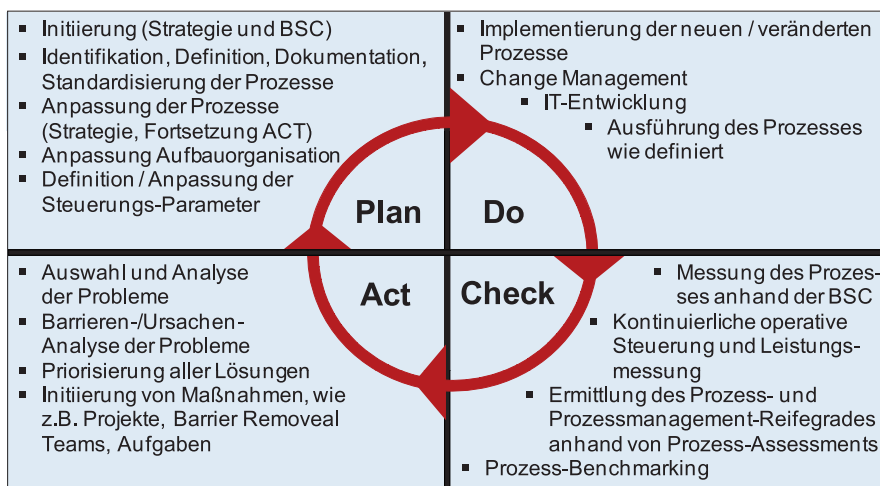 ▪ Initiierung (Strategie und BSC)
▪ Identifikation, Definition, Dokumentation,
Standardisierung der Prozesse
▪ Anpassung der Prozesse
(Strategie, Fortsetzung ACT)
▪ Anpassung Aufbauorganisation
▪ Definition / Anpassung der
Steuerungs-Parameter
Plan
▪ Implementierung der neuen / veränderten
Prozesse
▪ Change Management
▪ IT-Entwicklung
▪ Ausführung des Prozesses
wie definiert
Do
▪ Auswahl und Analyse
der Probleme
▪ Barrieren-/Ursachen-
Analyse der Probleme
▪ Priorisierung aller Lösungen
▪ Initiierung von Maßnahmen, wie
z.B. Projekte, Barrier Removeal
Teams, Aufgaben
Act
Check
▪ Messung des Prozes-
ses anhand der BSC
▪ Kontinuierliche operative
Steuerung und Leistungs-
messung
▪ Ermittlung des Prozess- und
Prozessmanagement-Reifegrades
anhand von Prozess-Assessments
▪ Prozess-Benchmarking